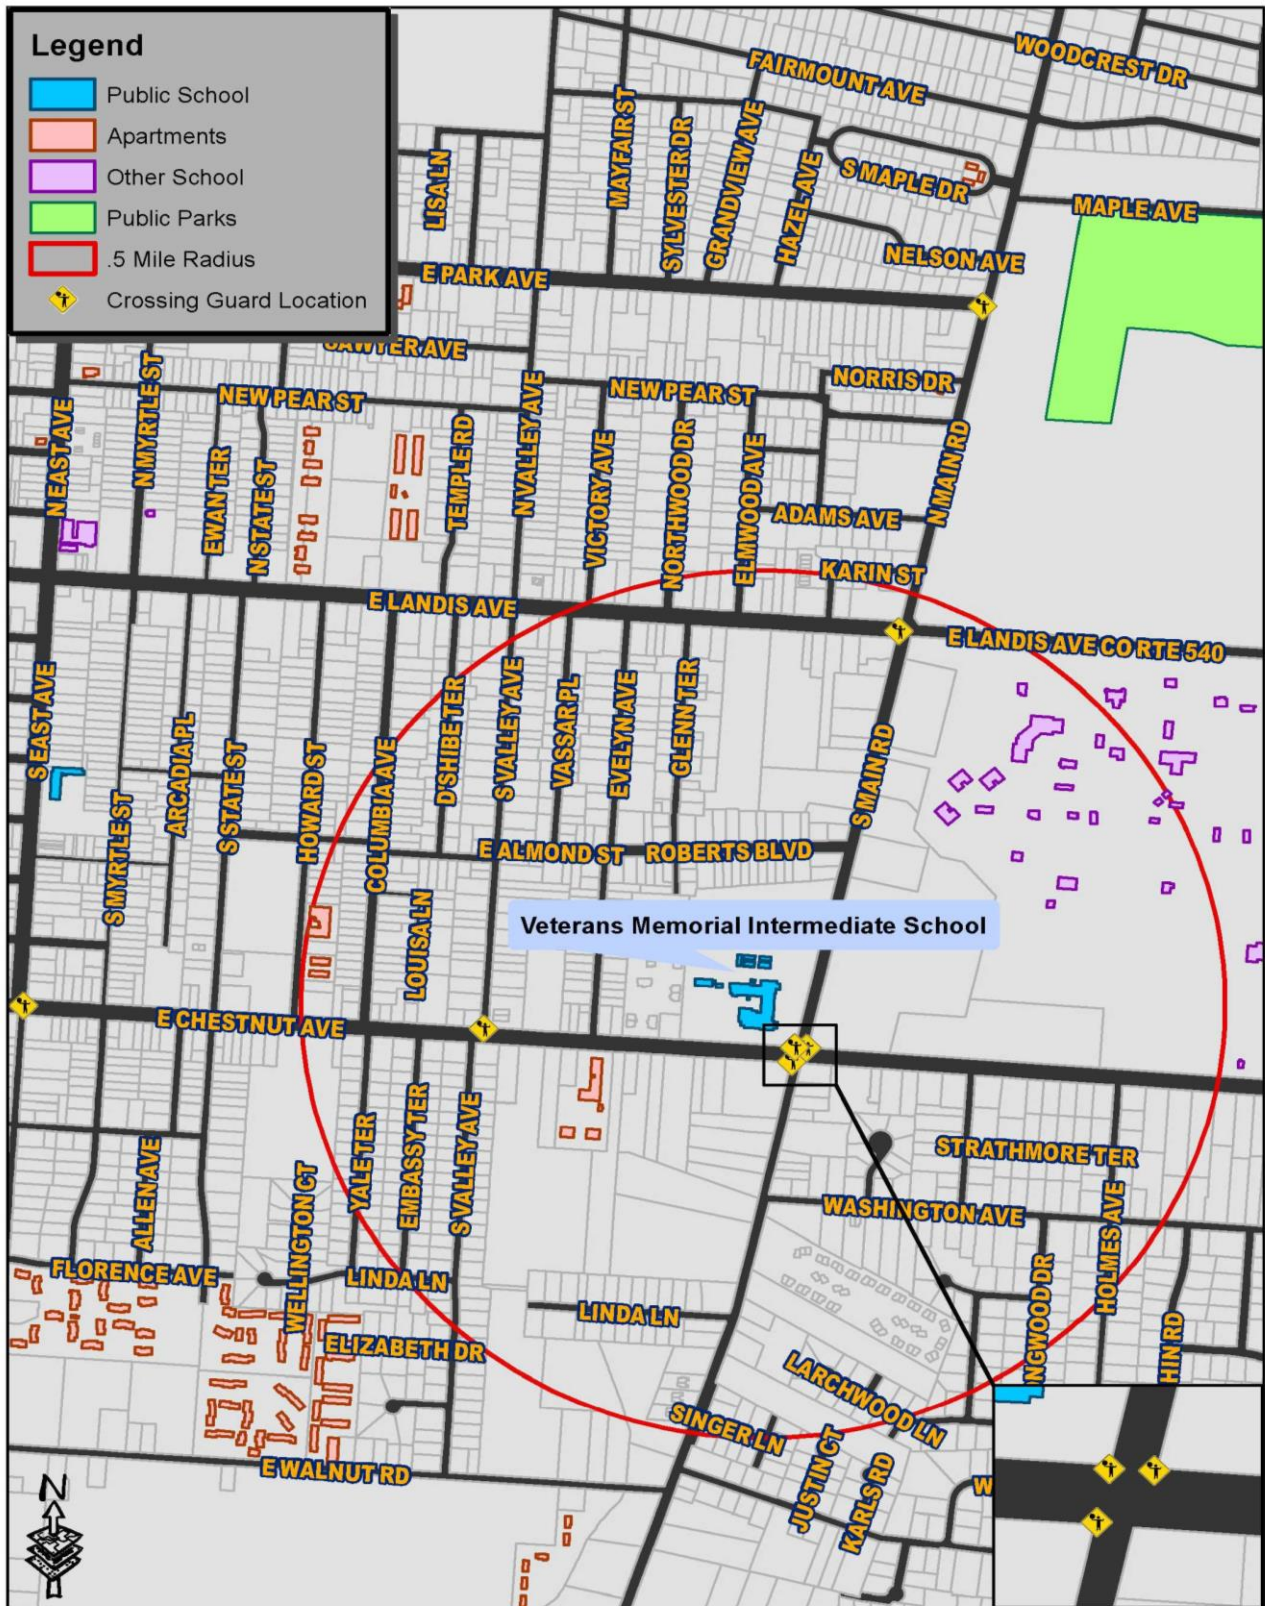 Legend
Public School
Apartments
Other School
Public Parks
.5 Mile Radius
Crossing Guard Location
WOODCREST DR
FAIRMOUNT AVE
MAYFAIR ST
SYLVESTER DR
GRANDVIEW AVE
HAZEL AVE
S MAPLE DR
LISA LN
MAPLE AVE
NELSON AVE
E PARK AVE
SAWYER AVE
NORRIS DR
NEW PEAR ST
NEW PEAR ST
N EAST AVE
N MYRTLE ST
EWAN TER
N STATE ST
TEMPLE RD
N VALLEY AVE
VICTORY AVE
NORTHWOOD DR
ELMWOOD AVE
N MAIN RD
ADAMS AVE
KARIN ST
E LANDIS AVE
E LANDIS AVE CO RTE 540
S EAST AVE
S MYRTLE ST
ARCADIA PL
S STATE ST
HOWARD ST
COLUMBIA AVE
D'SHIBE TER
S VALLEY AVE
VASSAR PL
EVELYN AVE
GLENN TER
S MAIN RD
E ALMOND ST
ROBERTS BLVD
LOUISA LN
Veterans Memorial Intermediate School
E CHESTNUT AVE
ALLEN AVE
WELLINGTON CT
YALE TER
EMBASSY TER
S VALLEY AVE
STRATHMORE TER
WASHINGTON AVE
HOLMES AVE
FLORENCE AVE
LINDA LN
LINDA LN
NGWOOD DR
HIN RD
ELIZABETH DR
LARCHWOOD LN
SINGER LN
JUSTIN CT
KARLS RD
W
E WALNUT RD
N